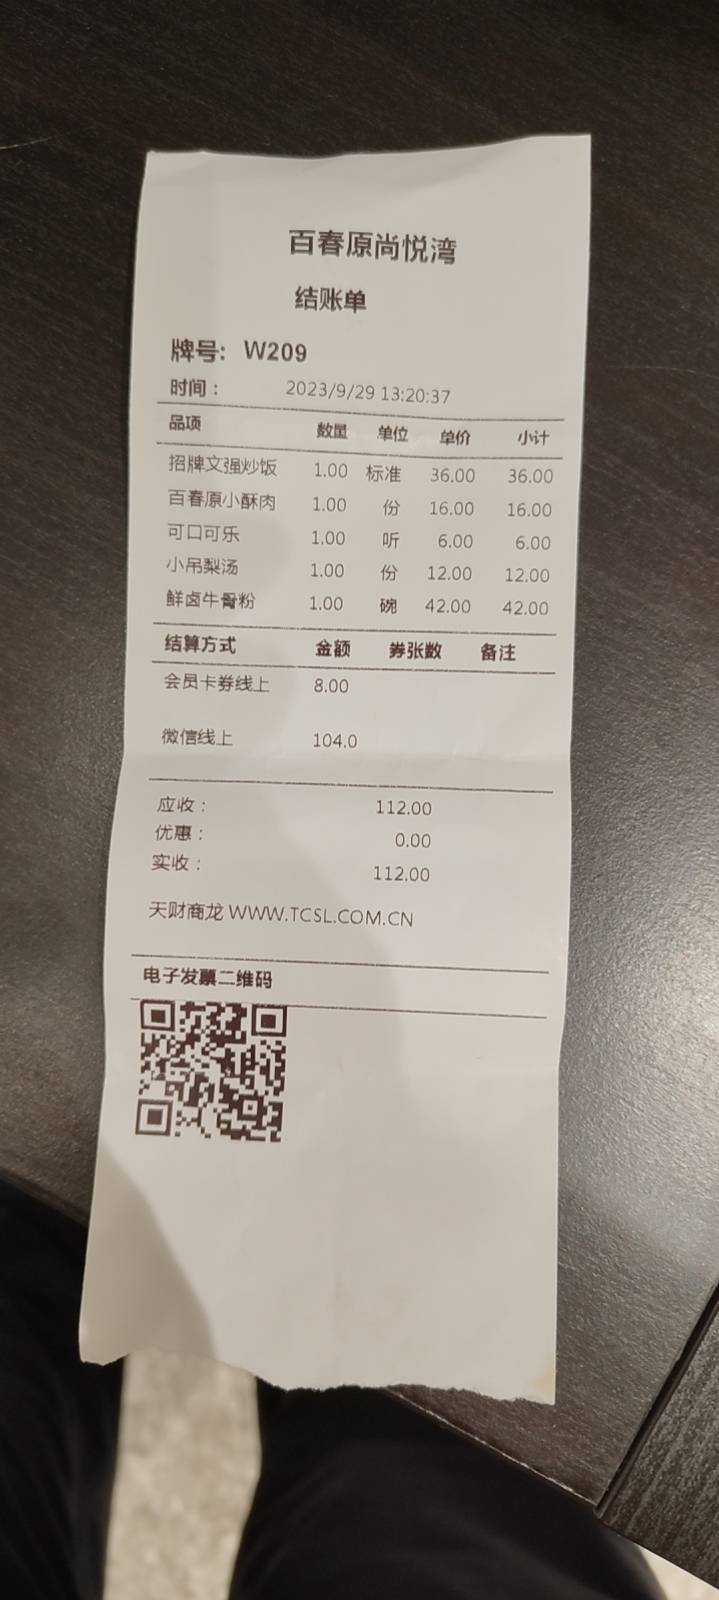 百春原尚悦湾
结账单
牌号: W209
时间： 2023/9/29 13:20:37
品项 数量 单位 单价 小计
招牌文强炒饭 1.00 标准 36.00 36.00
百春原小酥肉 1.00 份 16.00 16.00
可口可乐 1.00 听 6.00 6.00
小吊梨汤 1.00 份 12.00 12.00
鲜卤牛骨粉 1.00 碗 42.00 42.00
结算方式 金额 券张数 备注
会员卡券线上 8.00
微信线上 104.0
应收： 112.00
优惠： 0.00
实收： 112.00
天财商龙 WWW.TCSL.COM.CN
电子发票二维码